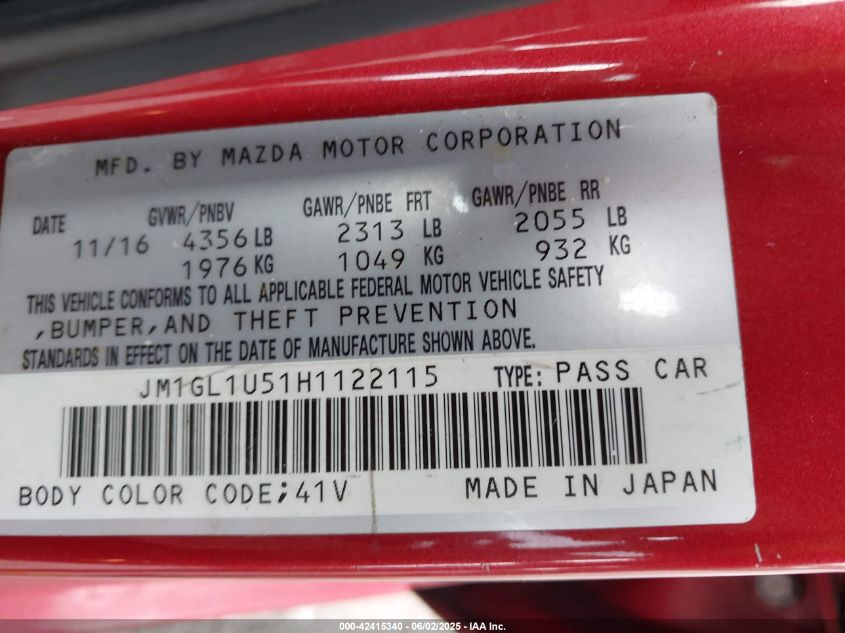 MFD. BY MAZDA MOTOR CORPORATION
DATE GVWR/PNBV GAWR/PNBE FRT GAWR/PNBE RR
11/16 4356 LB 2313 LB 2055 LB
1976 KG 1049 KG 932 KG
THIS VEHICLE CONFORMS TO ALL APPLICABLE FEDERAL MOTOR VEHICLE SAFETY
,BUMPER,AND THEFT PREVENTION
STANDARDS IN EFFECT ON THE DATE OF MANUFACTURE SHOWN ABOVE.
JM1GL1U51H1122115 TYPE: PASS CAR
BODY COLOR CODE;41V MADE IN JAPAN
000-42415340 - 06/02/2025 - IAA Inc.